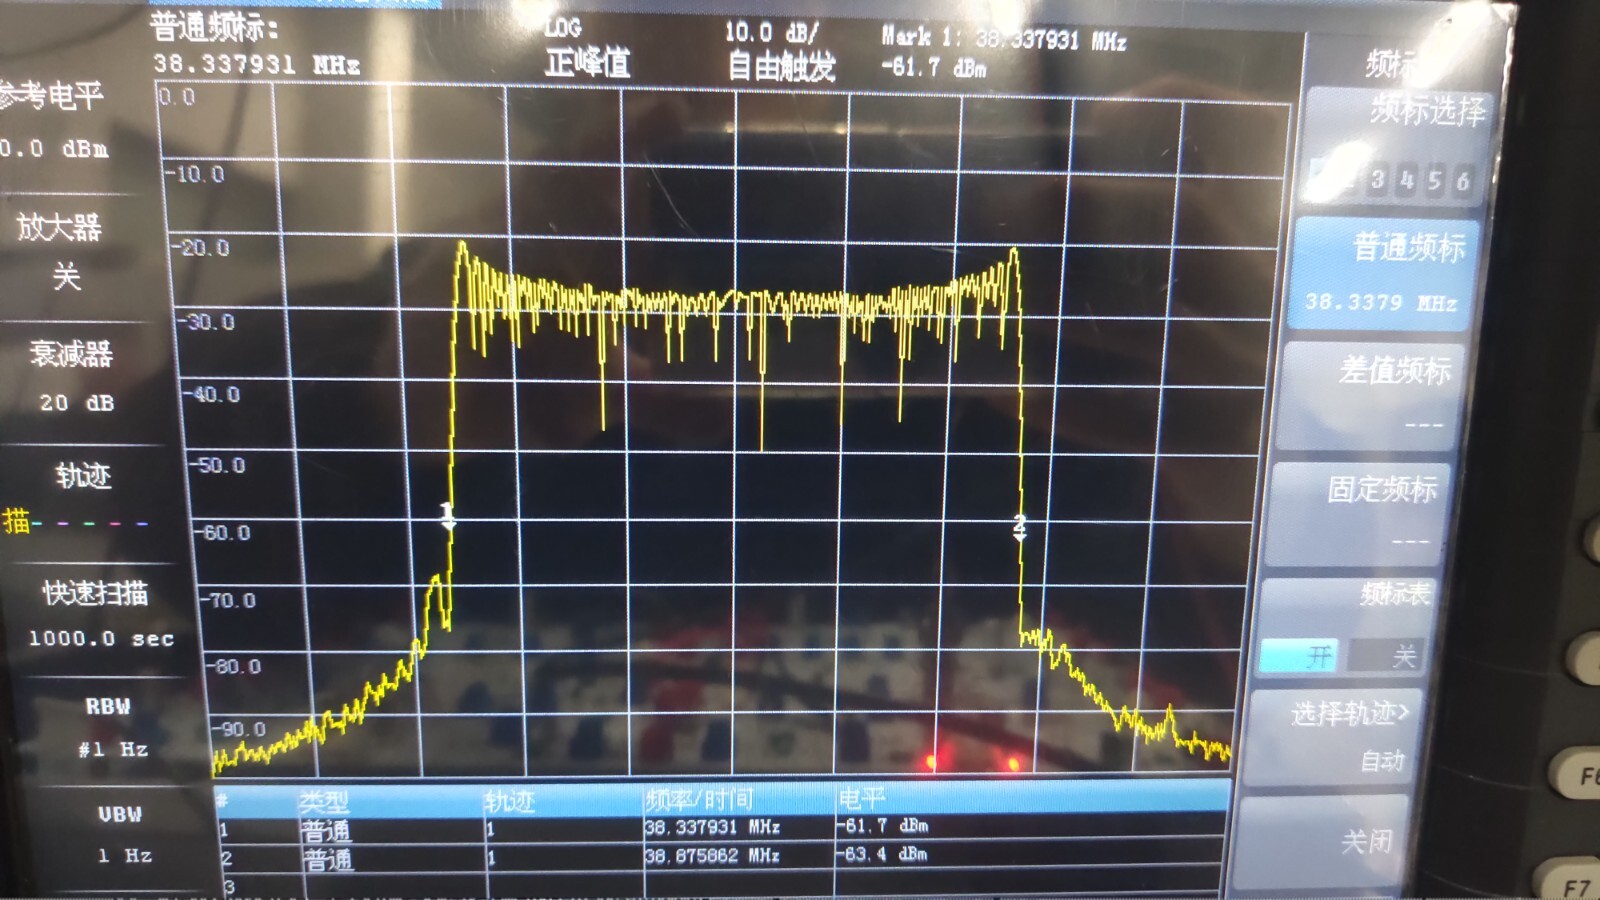 普通频标:
38.337931 MHz
LOG
正峰值
10.0 dB/
自由触发
Mark 1: 38.337931 MHz
-61.7 dBm
参考电平
0.0 dBm
放大器
关
衰减器
20 dB
轨迹
描-----
快速扫描
1000.0 sec
RBW
#1 Hz
VBW
1 Hz
0.0
-10.0
-20.0
-30.0
-40.0
-50.0
-60.0
-70.0
-80.0
-90.0
1
2
# 类型 轨迹 频率/时间 电平
1 普通 1 38.337931 MHz -61.7 dBm
2 普通 1 38.875862 MHz -63.4 dBm
3
频标
频标选择
3 4 5 6
普通频标
38.3379 MHz
差值频标
---
固定频标
---
频标表
开 关
选择轨迹>
自动
关闭
F6
F7